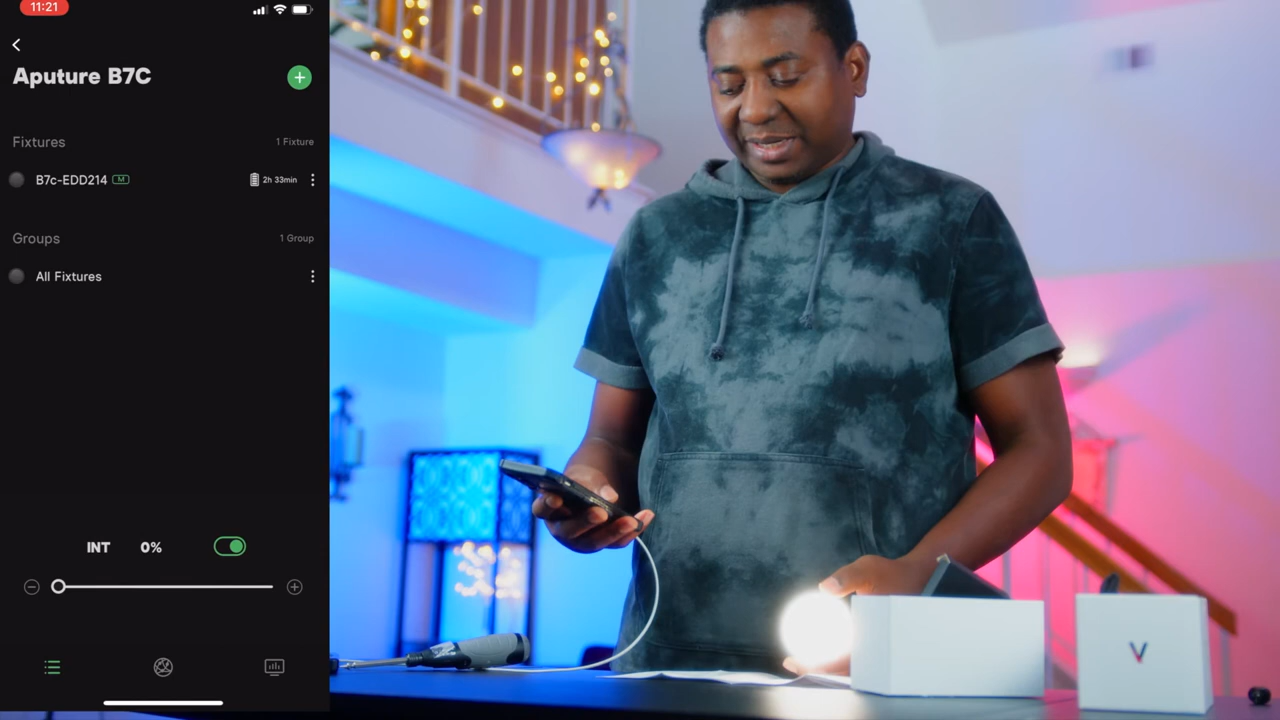 11:21
Aputure B7C
Fixtures
1 Fixture
B7c-EDD214 M
2h 33min
Groups
1 Group
All Fixtures
INT 0%
V